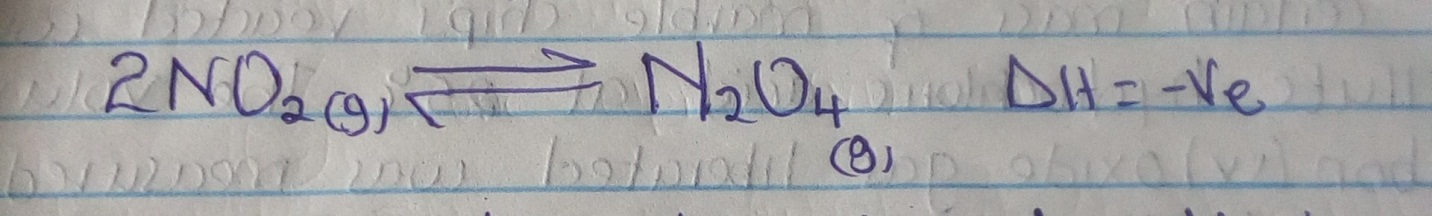 2NO₂(g) ⇌ N₂O₄(g) ΔH = -Ve